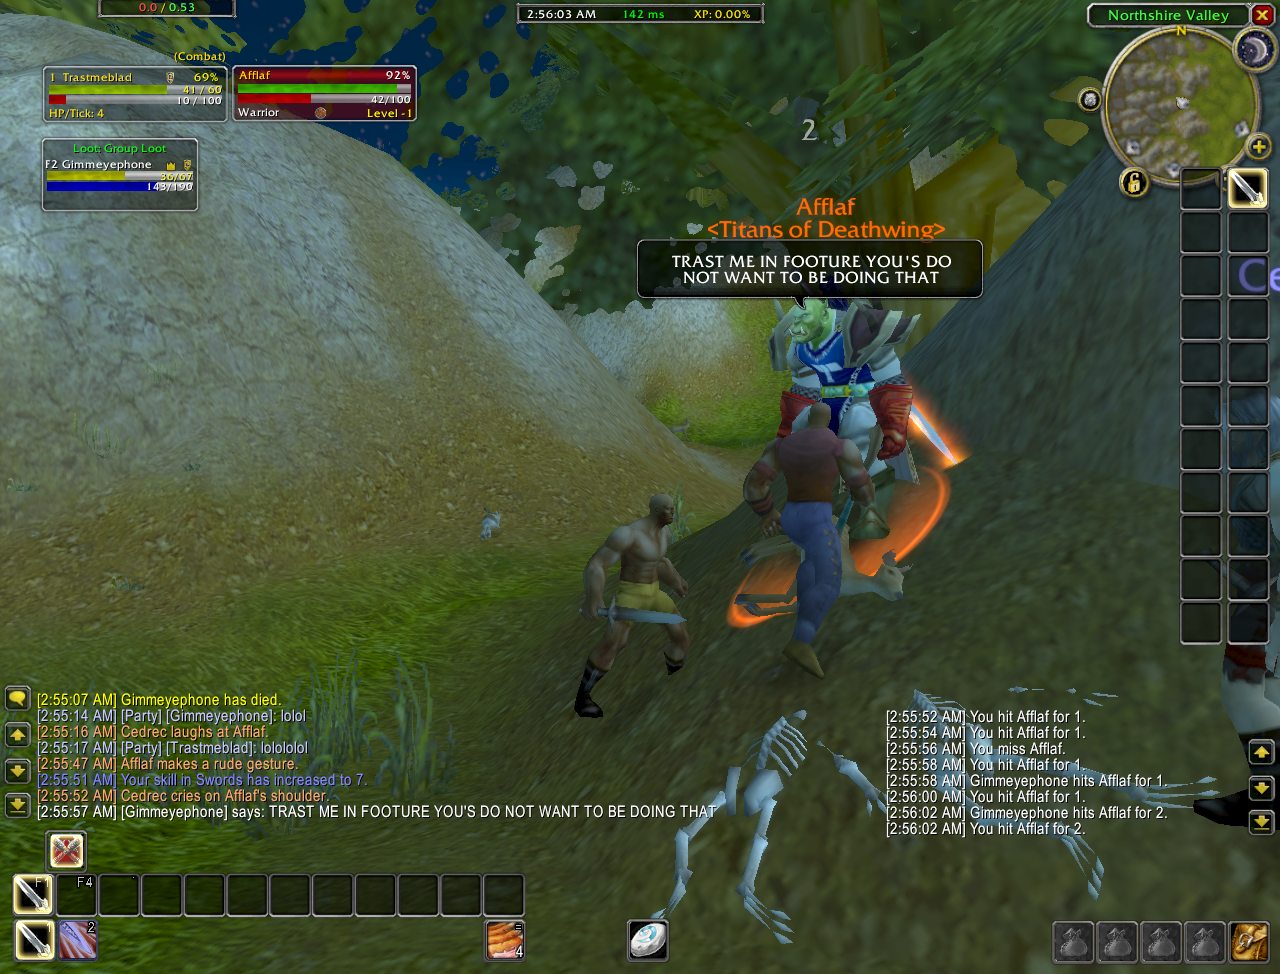 0.0 / 0.53
2:56:03 AM 142 ms XP: 0.00%
Northshire Valley
N
(Combat)
1 Trastmeblad 69%
41 / 60
10 / 100
HP/Tick: 4
Afflaf 92%
42/100
Warrior Level -1
Loot: Group Loot
F2 Gimmeyephone
36/67
143/190
2
Afflaf
<Titans of Deathwing>
TRAST ME IN FOOTURE YOU'S DO
NOT WANT TO BE DOING THAT
Ce
[2:55:07 AM] Gimmeyephone has died.
[2:55:14 AM] [Party] [Gimmeyephone]: lolol
[2:55:16 AM] Cedrec laughs at Afflaf.
[2:55:17 AM] [Party] [Trastmeblad]: lolololol
[2:55:47 AM] Afflaf makes a rude gesture.
[2:55:51 AM] Your skill in Swords has increased to 7.
[2:55:52 AM] Cedrec cries on Afflaf's shoulder.
[2:55:57 AM] [Gimmeyephone] says: TRAST ME IN FOOTURE YOU'S DO NOT WANT TO BE DOING THAT
[2:55:52 AM] You hit Afflaf for 1.
[2:55:54 AM] You hit Afflaf for 1.
[2:55:56 AM] You miss Afflaf.
[2:55:58 AM] You hit Afflaf for 1.
[2:55:58 AM] Gimmeyephone hits Afflaf for 1.
[2:56:00 AM] You hit Afflaf for 1.
[2:56:02 AM] Gimmeyephone hits Afflaf for 2.
[2:56:02 AM] You hit Afflaf for 2.
F4
2
=
4